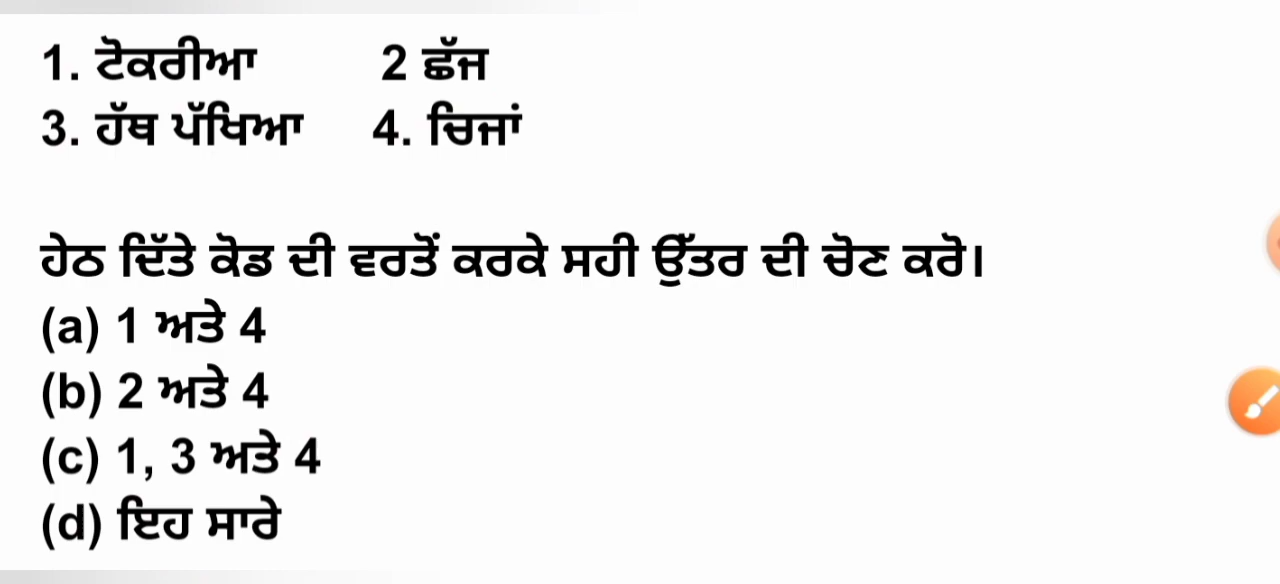 1. ਟੋਕਰੀਆ 2 ਛੱਜ
3. ਹੱਥ ਪੱਖਿਆ 4. ਚਿਜਾਂ
ਹੇਠ ਦਿੱਤੇ ਕੋਡ ਦੀ ਵਰਤੋਂ ਕਰਕੇ ਸਹੀ ਉੱਤਰ ਦੀ ਚੋਣ ਕਰੋ।
(a) 1 ਅਤੇ 4
(b) 2 ਅਤੇ 4
(c) 1, 3 ਅਤੇ 4
(d) ਇਹ ਸਾਰੇ